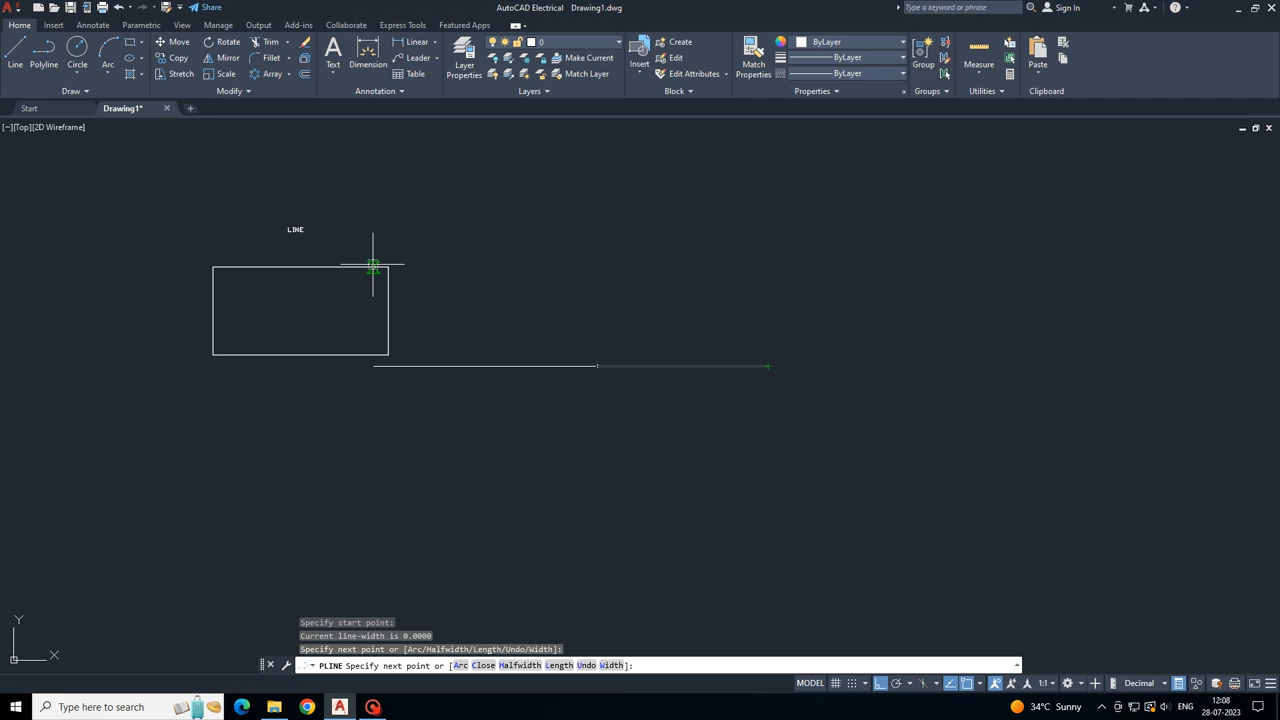 Share
AutoCAD Electrical Drawing1.dwg
Type a keyword or phrase
Sign In
Home Insert Annotate Parametric View Manage Output Add-ins Collaborate Express Tools Featured Apps
Line
Polyline
Circle
Arc
Move
Rotate
Trim
Copy
Mirror
Fillet
Stretch
Scale
Array
Text
Dimension
Linear
Leader
Table
Layer
Properties
0
Make Current
Match Layer
Insert
Create
Edit
Edit Attributes
Match
Properties
ByLayer
ByLayer
ByLayer
Group
Measure
Paste
Draw Modify Annotation Layers Block Properties Groups Utilities Clipboard
Start Drawing1*
[−][Top][2D Wireframe]
LINE
Y
X
Specify start point:
Current line-width is 0.0000
Specify next point or [Arc/Halfwidth/Length/Undo/Width]:
PLINE Specify next point or [Arc Close Halfwidth Length Undo Width]:
MODEL
1:1
Decimal
Type here to search
34°C Sunny
ENG
12:08
28-07-2023